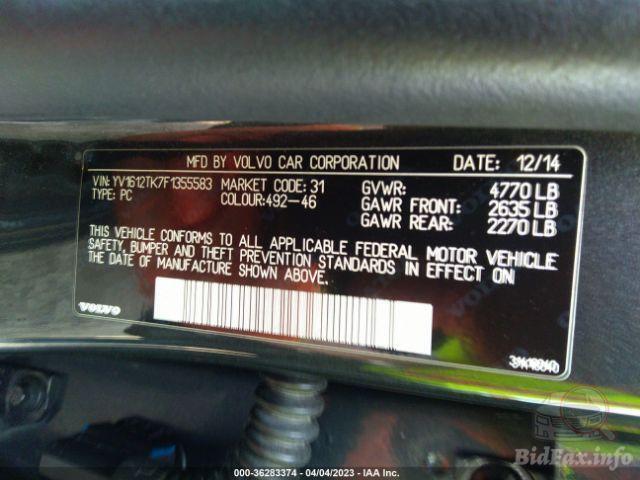 MFD BY VOLVO CAR CORPORATION DATE: 12/14
VIN: YV1612TK7F1355583 MARKET CODE: 31 GVWR: 4770 LB
TYPE: PC COLOUR:492-46 GAWR FRONT: 2635 LB
GAWR REAR: 2270 LB
THIS VEHICLE CONFORMS TO ALL APPLICABLE FEDERAL MOTOR VEHICLE
SAFETY, BUMPER AND THEFT PREVENTION STANDARDS IN EFFECT ON
THE DATE OF MANUFACTURE SHOWN ABOVE.
VOLVO
000-36283374 - 04/04/2023 - IAA Inc.
BidFax.info